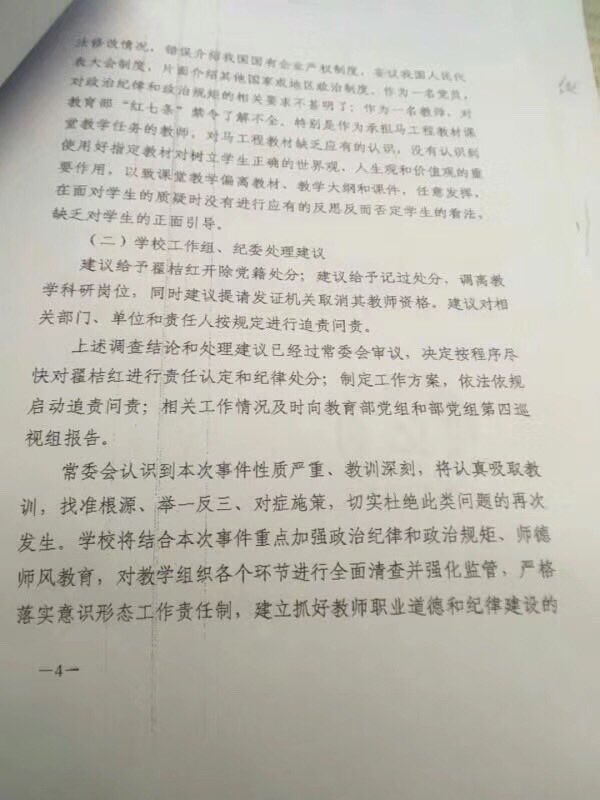 法修改情况，错误介绍我国国有企业产权制度，妄议我国人民代
表大会制度，片面介绍其他国家或地区政治制度。作为一名党员，
对政治纪律和政治规矩的相关要求不甚明了；作为一名教师，对
教育部“红七条”禁令了解不全。特别是作为承担马工程教材课
堂教学任务的教师，对马工程教材缺乏应有的认识，没有认识到
使用好指定教材对树立学生正确的世界观、人生观和价值观的重
要作用，以致课堂教学偏离教材、教学大纲和课件，任意发挥，
在面对学生的质疑时没有进行应有的反思反而否定学生的看法，
缺乏对学生的正面引导。
（二）学校工作组、纪委处理建议
建议给予翟桔红开除党籍处分；建议给予记过处分，调离教
学科研岗位，同时建议提请发证机关取消其教师资格。建议对相
关部门、单位和责任人按规定进行追责问责。
上述调查结论和处理建议已经过常委会审议，决定按程序尽
快对翟桔红进行责任认定和纪律处分；制定工作方案，依法依规
启动追责问责；相关工作情况及时向教育部党组和部党组第四巡
视组报告。
常委会认识到本次事件性质严重、教训深刻，将认真吸取教
训，找准根源、举一反三、对症施策，切实杜绝此类问题的再次
发生。学校将结合本次事件重点加强政治纪律和政治规矩、师德
师风教育，对教学组织各个环节进行全面清查并强化监管，严格
落实意识形态工作责任制，建立抓好教师职业道德和纪律建设的
—4—